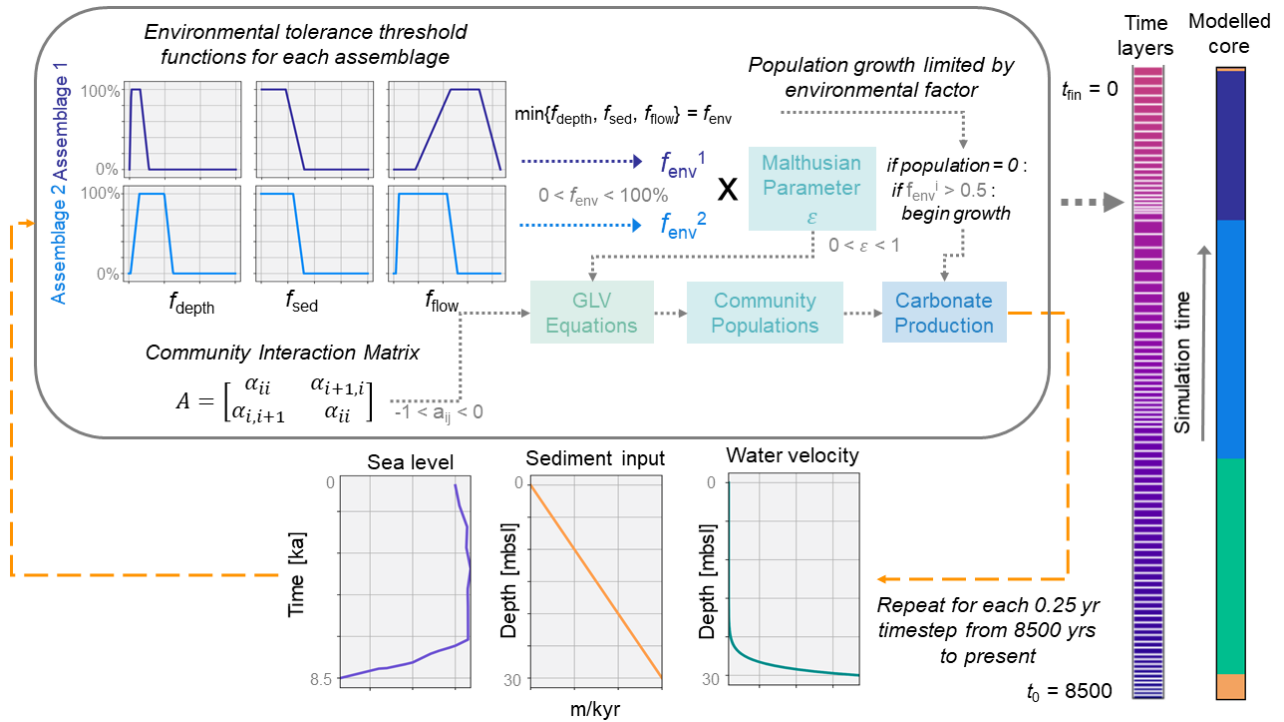 Environmental tolerance threshold
functions for each assemblage
Assemblage 1
100%
0%
Assemblage 2
100%
0%
f_depth
f_sed
f_flow
min{f_depth, f_sed, f_flow} = f_env
f_env^1
0 < f_env < 100%
f_env^2
X
Malthusian
Parameter
ε
0 < ε < 1
Population growth limited by
environmental factor
if population = 0 :
if f_env^i > 0.5 :
begin growth
GLV
Equations
Community
Populations
Carbonate
Production
Community Interaction Matrix
A = [α_ii α_i+1,i
α_i,i+1 α_ii]
-1 < a_ij < 0
Sea level
Time [ka]
0
8.5
Sediment input
Depth [mbsl]
0
30
m/kyr
Water velocity
Depth [mbsl]
0
30
Repeat for each 0.25 yr
timestep from 8500 yrs
to present
Time
layers
Modelled
core
t_fin = 0
Simulation time
t_0 = 8500